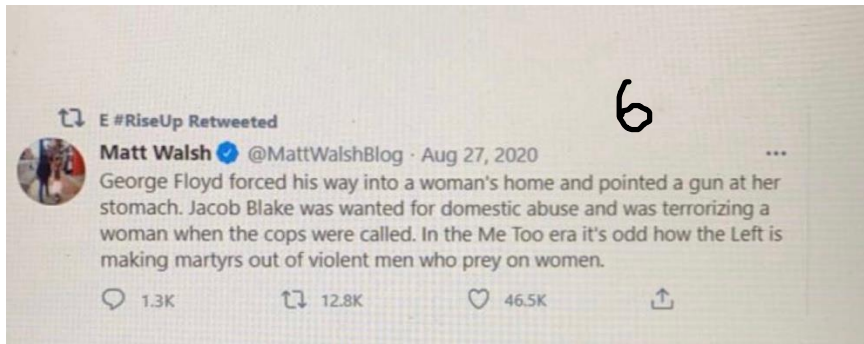 6
E #RiseUp Retweeted
Matt Walsh @MattWalshBlog · Aug 27, 2020
George Floyd forced his way into a woman's home and pointed a gun at her
stomach. Jacob Blake was wanted for domestic abuse and was terrorizing a
woman when the cops were called. In the Me Too era it's odd how the Left is
making martyrs out of violent men who prey on women.
1.3K 12.8K 46.5K